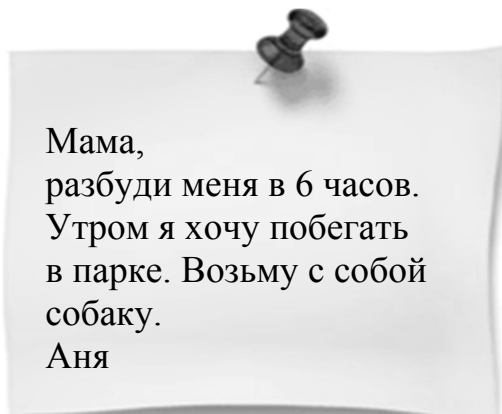 Мама,
разбуди меня в 6 часов.
Утром я хочу побегать
в парке. Возьму с собой
собаку.
Аня